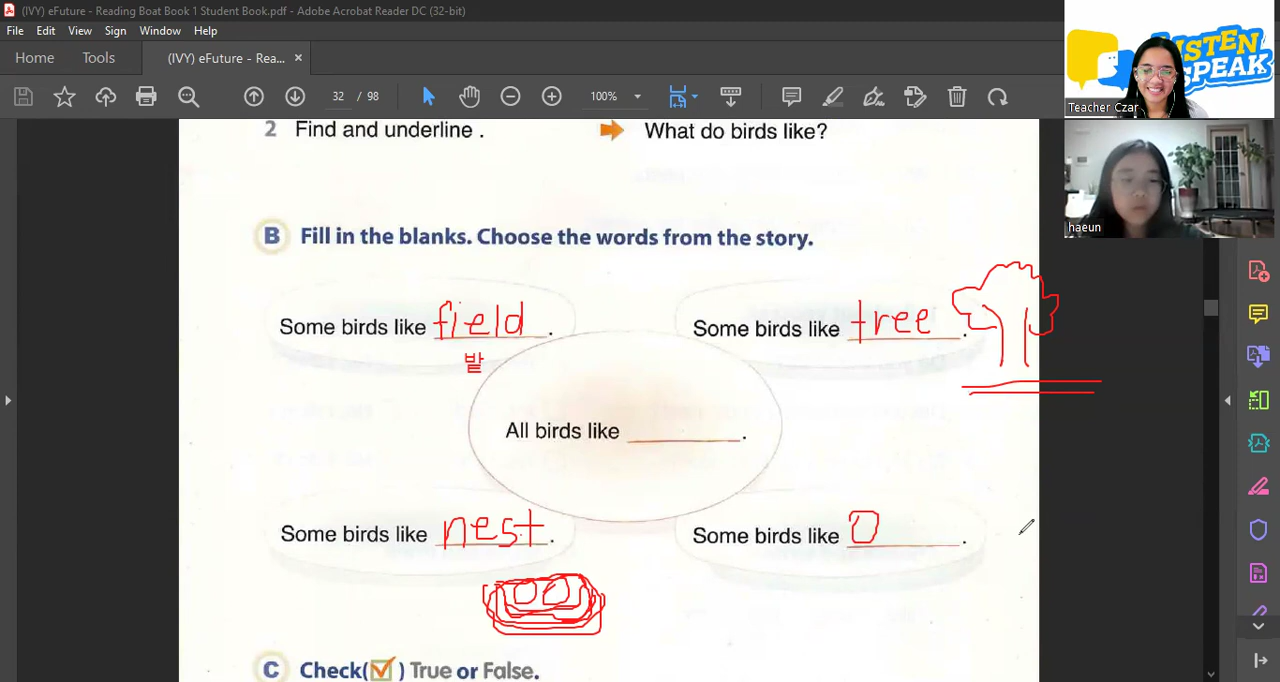 (IVY) eFuture - Reading Boat Book 1 Student Book.pdf - Adobe Acrobat Reader DC (32-bit)
File Edit View Sign Window Help
Home Tools (IVY) eFuture - Rea... ×
32 / 98 100%
LISTEN
SPEAK
Teacher Czar
haeun
2 Find and underline . What do birds like?
B Fill in the blanks. Choose the words from the story.
Some birds like field.
밭
Some birds like tree.
All birds like ________.
Some birds like nest.
Some birds like O________.
C Check( ) True or False.